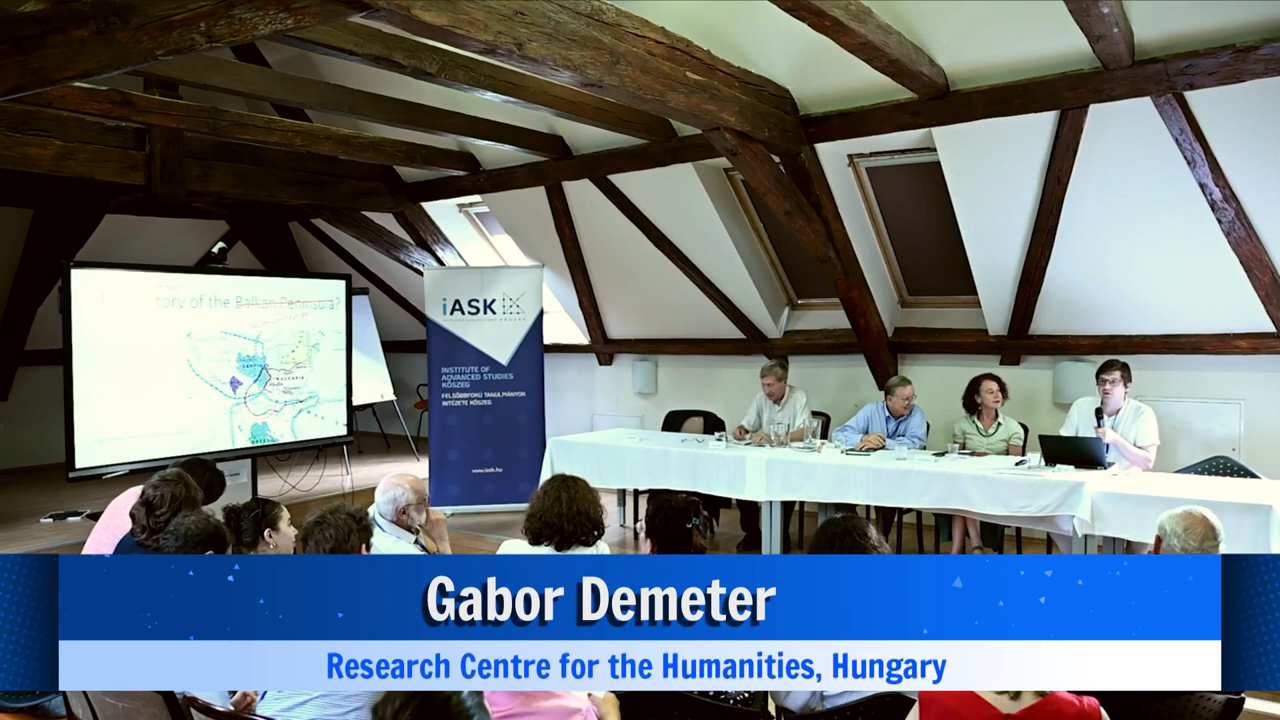 tory of the Balkan Peninsula?
BULGARIA
iASK
KŐSZEG
INSTITUTE OF
ADVANCED STUDIES
KŐSZEG
FELSŐBBFOKÚ TANULMÁNYOK
INTÉZETE KŐSZEG
www.iask.hu
Gabor Demeter
Research Centre for the Humanities, Hungary